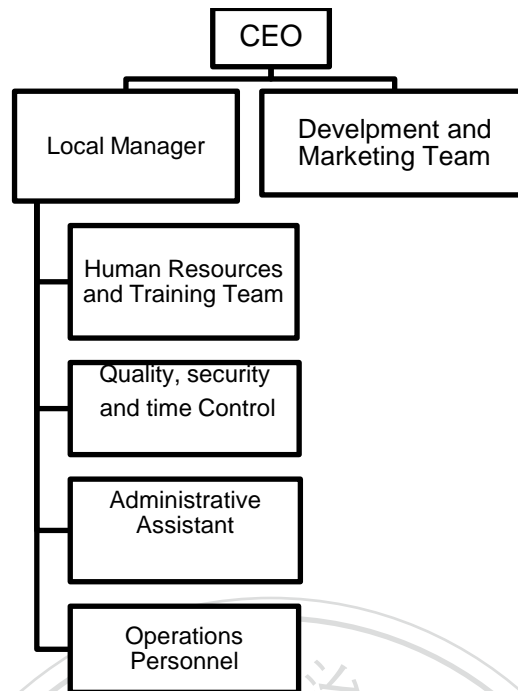 CEO
Local Manager
Develpment and
Marketing Team
Human Resources
and Training Team
Quality, security
and time Control
Administrative
Assistant
Operations
Personnel